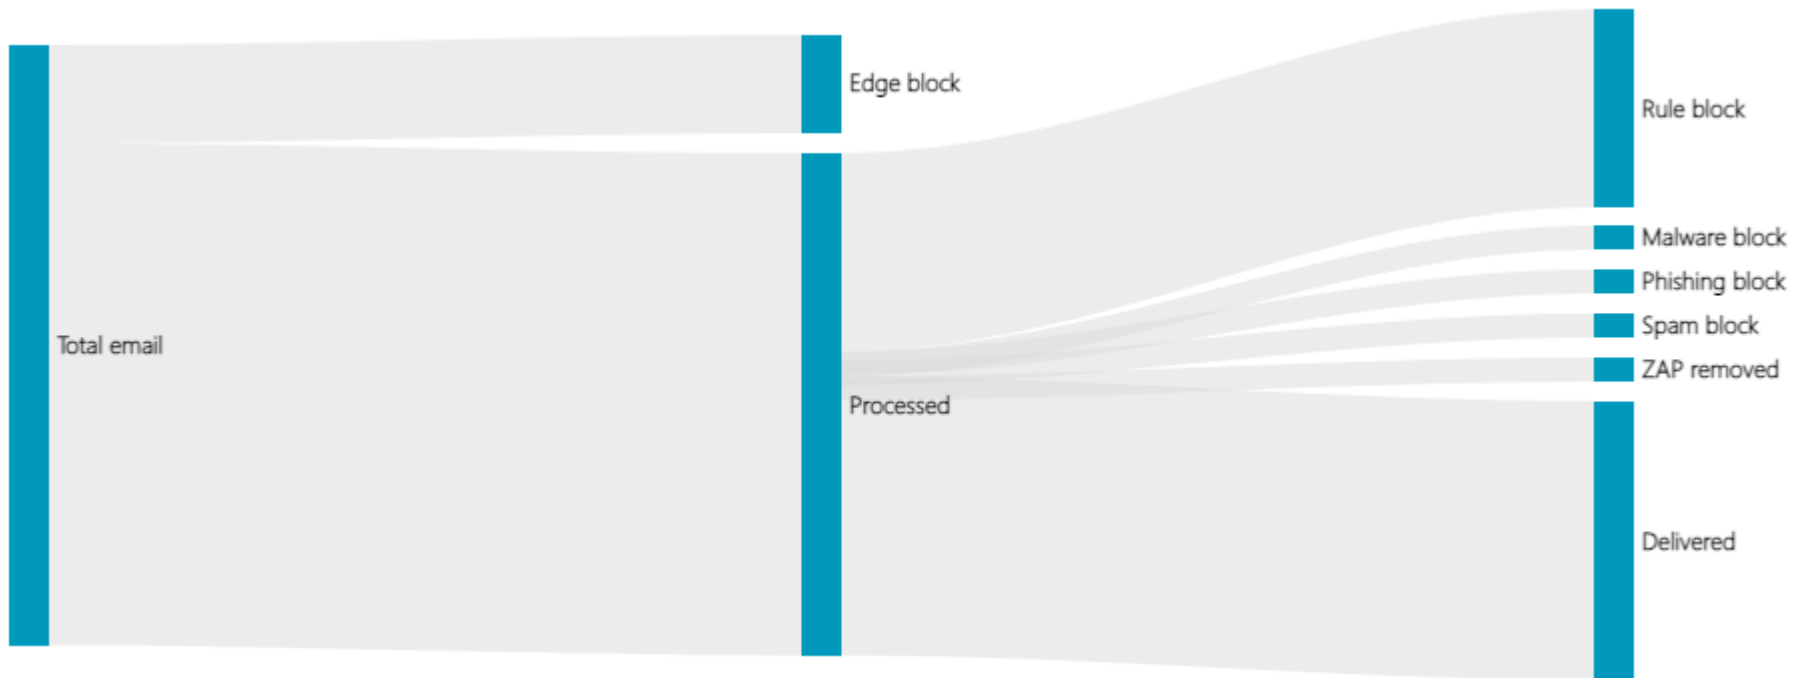 Total email
Edge block
Processed
Rule block
Malware block
Phishing block
Spam block
ZAP removed
Delivered